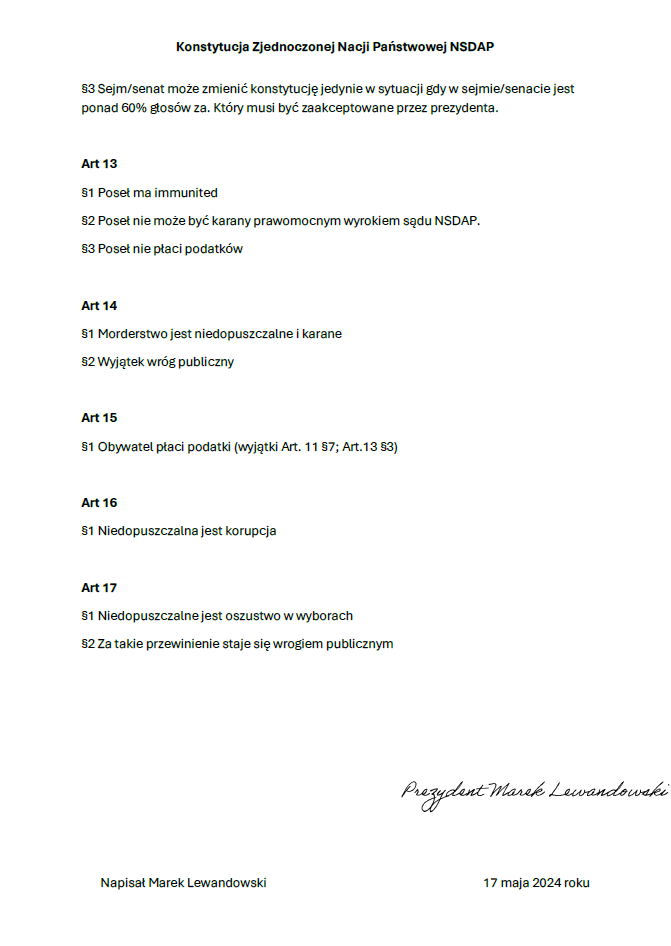 Konstytucja Zjednoczonej Nacji Państwowej NSDAP
§3 Sejm/senat może zmienić konstytucję jedynie w sytuacji gdy w sejmie/senacie jest
ponad 60% głosów za. Który musi być zaakceptowane przez prezydenta.
Art 13
§1 Poseł ma immunited
§2 Poseł nie może być karany prawomocnym wyrokiem sądu NSDAP.
§3 Poseł nie płaci podatków
Art 14
§1 Morderstwo jest niedopuszczalne i karane
§2 Wyjątek wróg publiczny
Art 15
§1 Obywatel płaci podatki (wyjątki Art. 11 §7; Art.13 §3)
Art 16
§1 Niedopuszczalna jest korupcja
Art 17
§1 Niedopuszczalne jest oszustwo w wyborach
§2 Za takie przewinienie staje się wrogiem publicznym
Prezydent Marek Lewandowski
Napisał Marek Lewandowski 17 maja 2024 roku